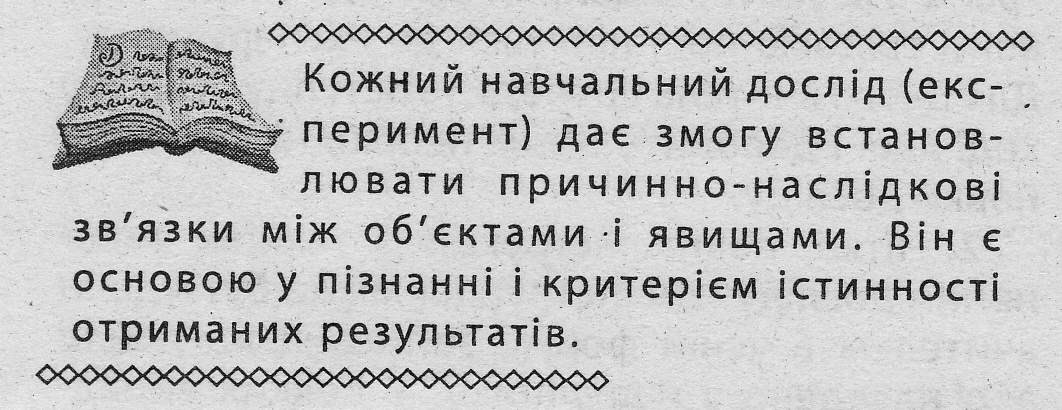 Кожний навчальний дослід (екс-
перимент) дає змогу встанов-
лювати причинно-наслідкові
зв’язки між об’єктами і явищами. Він є
основою у пізнанні і критерієм істинності
отриманих результатів.